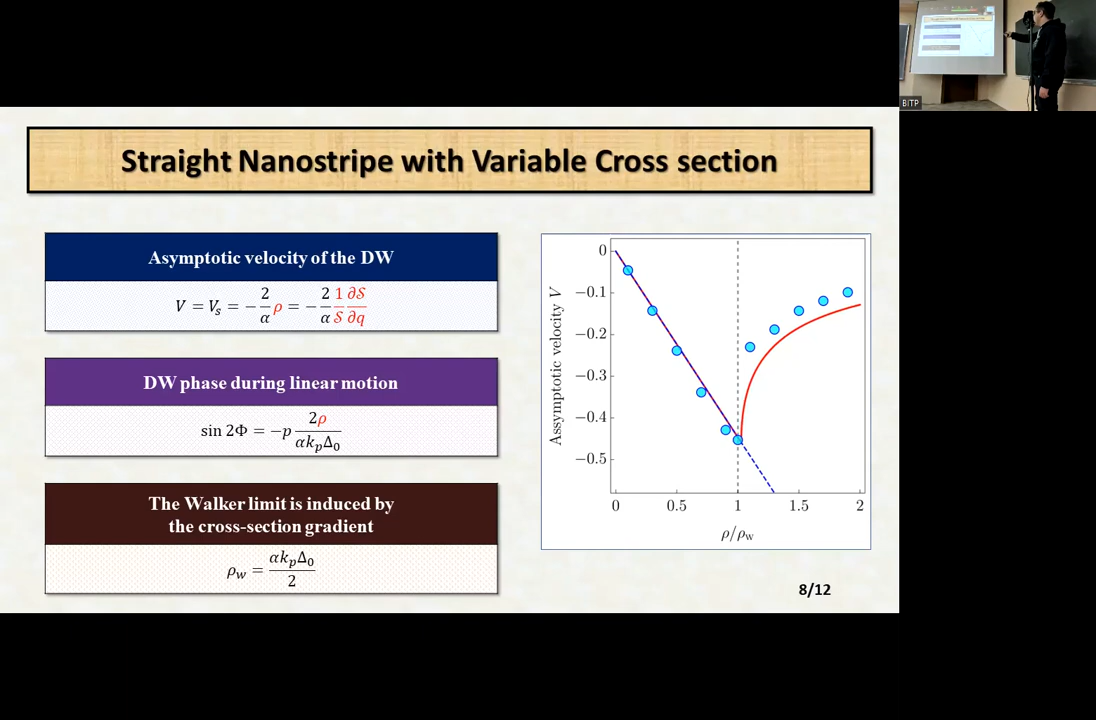 BITP
Straight Nanostripe with Variable Cross section
Asymptotic velocity of the DW
V = Vₛ = −2/α ρ = −2/α 1/𝒮 ∂𝒮/∂q
DW phase during linear motion
sin 2Φ = −p 2ρ/αkₚΔ₀
The Walker limit is induced by
the cross-section gradient
ρ_w = αkₚΔ₀/2
Assymptotic velocity V
0
−0.1
−0.2
−0.3
−0.4
−0.5
0 0.5 1 1.5 2
ρ/ρ_w
8/12